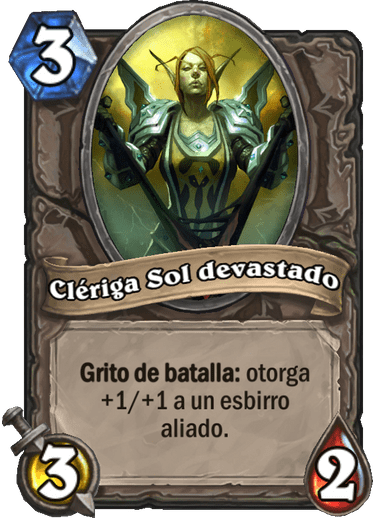 3
Clériga Sol devastado
Grito de batalla: otorga
+1/+1 a un esbirro
aliado.
3
2